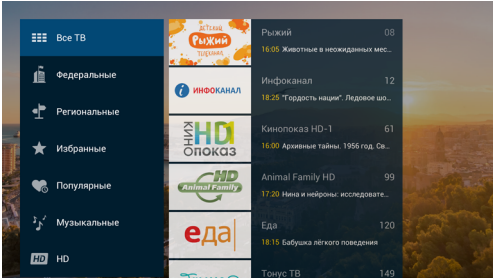 Все ТВ
Федеральные
Региональные
Избранные
Популярные
Музыкальные
HD
HD
ДЕТСКИЙ
РЫЖИЙ
ТЕЛЕКАНАЛ
Рыжий 08
16:05 Животные в неожиданных мес...
ИНФОКАНАЛ
Инфоканал 12
18:25 "Гордость нации". Ледовое шо...
КИНОПОКАЗ HD
Кинопоказ HD-1 61
16:00 Архивные тайны. 1956 год. Св...
HD
Animal Family
Animal Family HD 99
17:20 Нина и нейроны: исследовате...
еда
Еда 120
18:15 Бабушка лёгкого поведения
Тонус ТВ 149